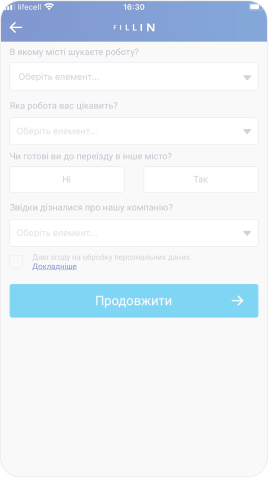 lifecell 16:30
FILLIN
В якому місті шукаєте роботу?
Оберіть елемент...
Яка робота вас цікавить?
Оберіть елемент...
Чи готові ви до переїзду в інше місто?
Ні Так
Звідки дізналися про нашу компанію?
Оберіть елемент...
Даю згоду на обробку персональних даних.
Докладніше
Продовжити